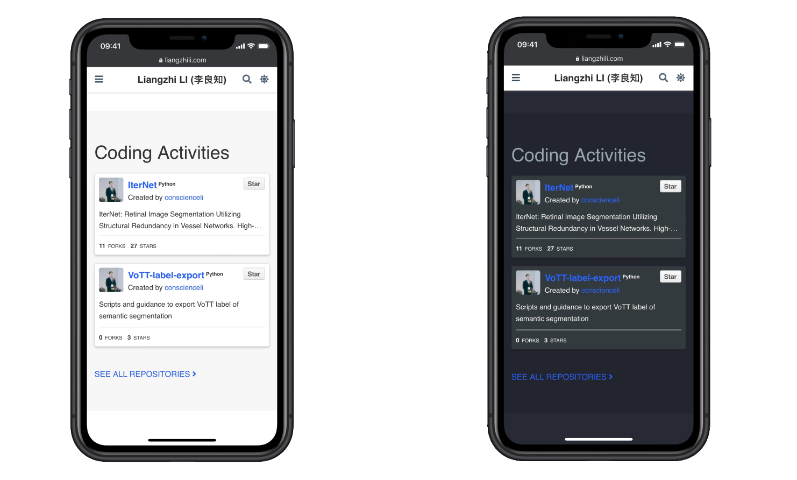 09:41
liangzhili.com
Liangzhi LI (李良知)
Coding Activities
IterNet Python
Star
Created by conscienceli
IterNet: Retinal Image Segmentation Utilizing
Structural Redundancy in Vessel Networks. High-…
11 FORKS 27 STARS
VoTT-label-export Python
Star
Created by conscienceli
Scripts and guidance to export VoTT label of
semantic segmentation
0 FORKS 3 STARS
SEE ALL REPOSITORIES >
09:41
liangzhili.com
Liangzhi LI (李良知)
Coding Activities
IterNet Python
Star
Created by conscienceli
IterNet: Retinal Image Segmentation Utilizing
Structural Redundancy in Vessel Networks. High-…
11 FORKS 27 STARS
VoTT-label-export Python
Star
Created by conscienceli
Scripts and guidance to export VoTT label of
semantic segmentation
0 FORKS 3 STARS
SEE ALL REPOSITORIES >